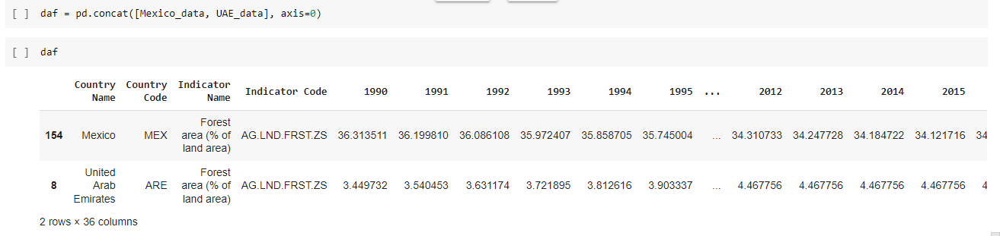 [ ] daf = pd.concat([Mexico_data, UAE_data], axis=0)
[ ] daf
Country Name Country Code Indicator Name Indicator Code 1990 1991 1992 1993 1994 1995 ... 2012 2013 2014 2015
154 Mexico MEX Forest area (% of land area) AG.LND.FRST.ZS 36.313511 36.199810 36.086108 35.972407 35.858705 35.745004 ... 34.310733 34.247728 34.184722 34.121716 34
8 United Arab Emirates ARE Forest area (% of land area) AG.LND.FRST.ZS 3.449732 3.540453 3.631174 3.721895 3.812616 3.903337 ... 4.467756 4.467756 4.467756 4.467756 4
2 rows × 36 columns